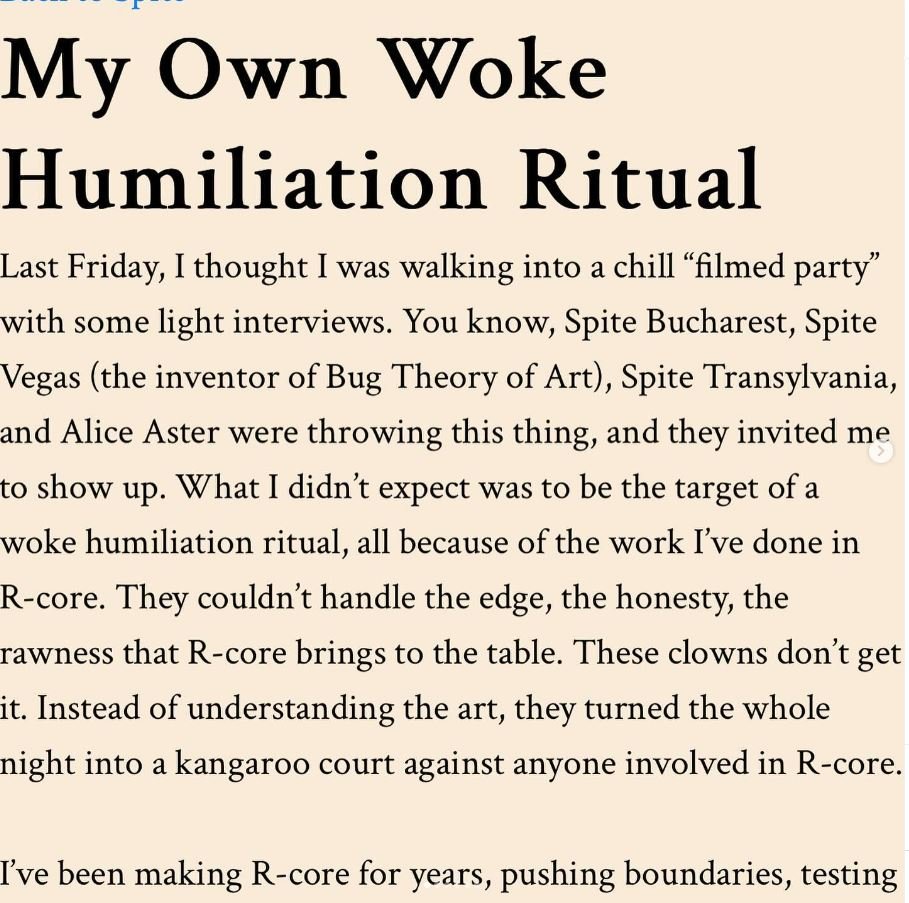 Back to Spite
My Own Woke
Humiliation Ritual
Last Friday, I thought I was walking into a chill “filmed party”
with some light interviews. You know, Spite Bucharest, Spite
Vegas (the inventor of Bug Theory of Art), Spite Transylvania,
and Alice Aster were throwing this thing, and they invited me
to show up. What I didn’t expect was to be the target of a
woke humiliation ritual, all because of the work I’ve done in
R-core. They couldn’t handle the edge, the honesty, the
rawness that R-core brings to the table. These clowns don’t get
it. Instead of understanding the art, they turned the whole
night into a kangaroo court against anyone involved in R-core.
I’ve been making R-core for years, pushing boundaries, testing